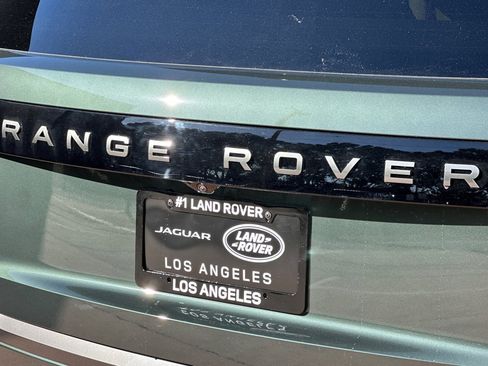 RANGE ROVER
#1 LAND ROVER
JAGUAR
LAND ROVER
LOS ANGELES
LOS ANGELES